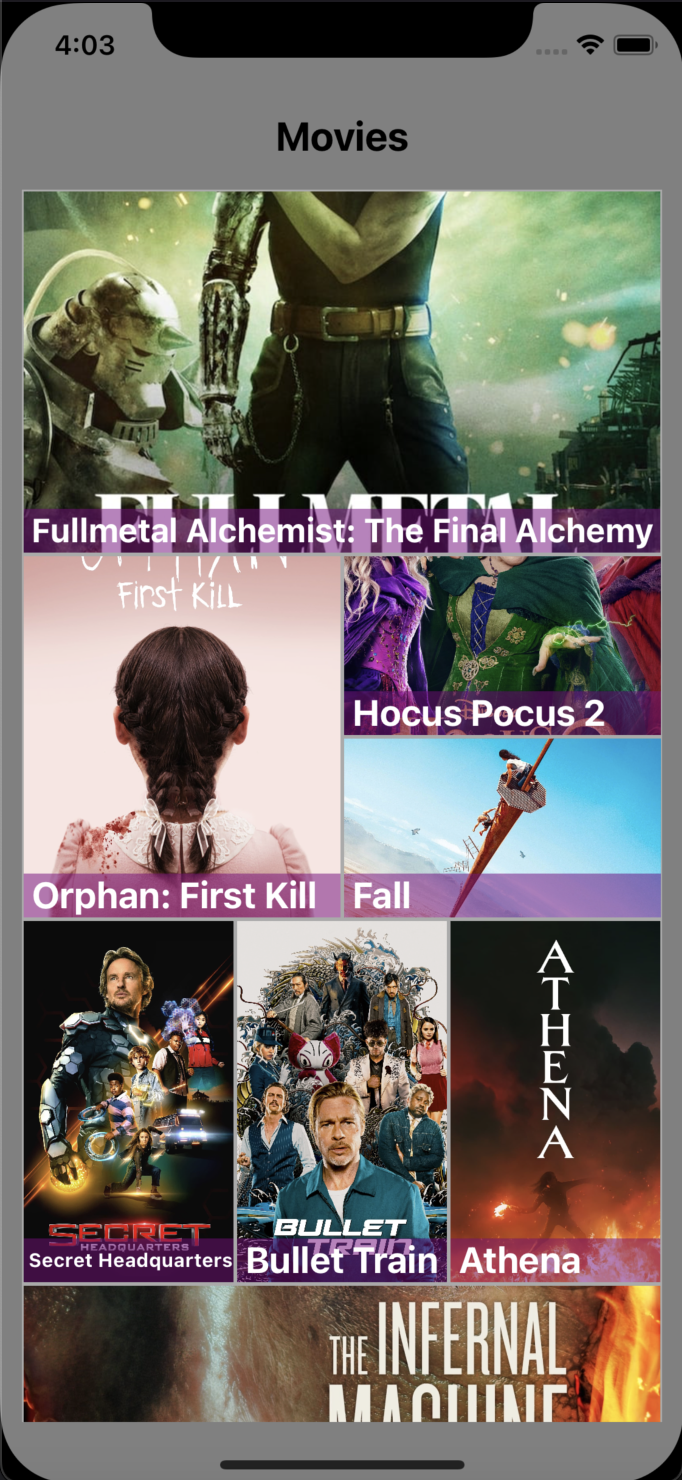 4:03
Movies
FULLMETAL
Fullmetal Alchemist: The Final Alchemy
First Kill
Orphan: First Kill
Hocus Pocus 2
Fall
SECRET
HEADQUARTERS
Secret Headquarters
BULLET
TRAIN
Bullet Train
ATHENA
Athena
THE INFERNAL
MACHINE